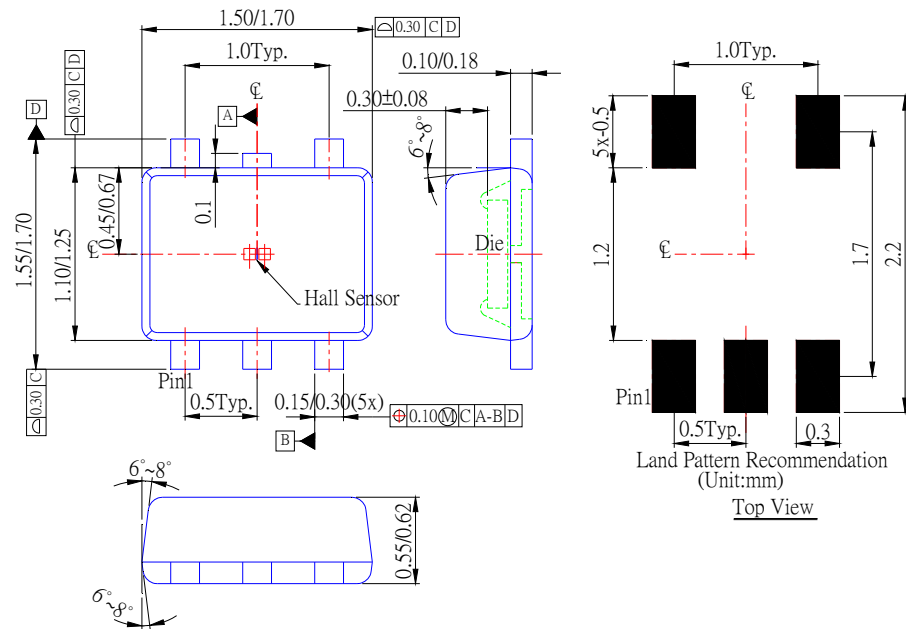 1.50/1.70
⌓ 0.30 C D
1.0Typ.
℄
⌓ 0.30 C D
D
A
0.10/0.18
0.30±0.08
6°~8°
1.0Typ.
℄
5x-0.5
0.45/0.67
0.1
1.55/1.70
1.10/1.25
℄
Die
Hall Sensor
℄
1.2
1.7
2.2
⌓ 0.30 C
Pin1
0.5Typ.
0.15/0.30(5x)
B
⌖ 0.10Ⓜ C A-B D
Pin1
0.5Typ.
0.3
Land Pattern Recommendation
(Unit:mm)
Top View
6°~8°
0.55/0.62
6°~8°